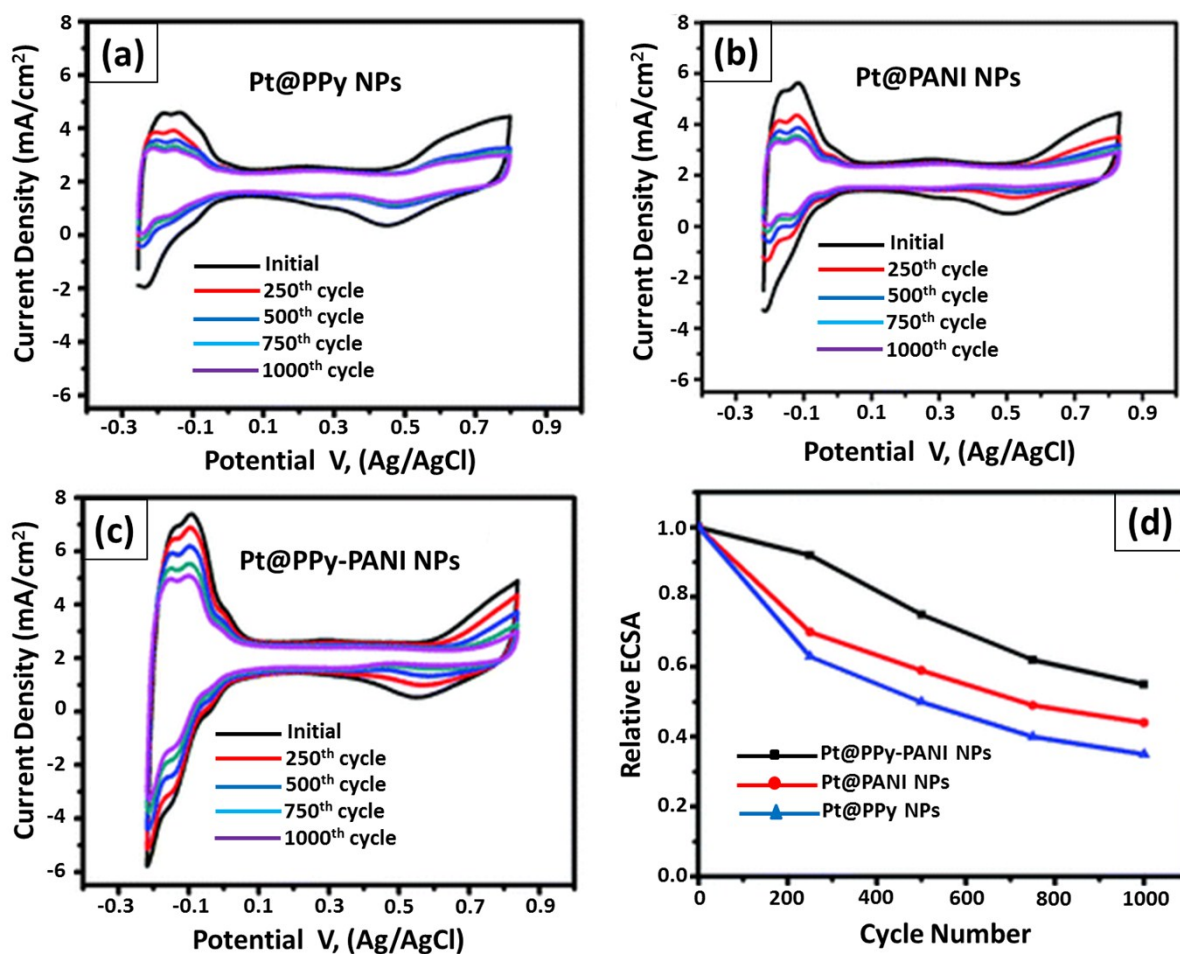 (a)
Pt@PPy NPs
Current Density (mA/cm²)
8
6
4
2
0
-2
-4
-6
Initial
250th cycle
500th cycle
750th cycle
1000th cycle
-0.3 -0.1 0.1 0.3 0.5 0.7 0.9
Potential V, (Ag/AgCl)
(b)
Pt@PANI NPs
Current Density (mA/cm²)
8
6
4
2
0
-2
-4
-6
Initial
250th cycle
500th cycle
750th cycle
1000th cycle
-0.3 -0.1 0.1 0.3 0.5 0.7 0.9
Potential V, (Ag/AgCl)
(c)
Pt@PPy-PANI NPs
Current Density (mA/cm²)
8
6
4
2
0
-2
-4
-6
Initial
250th cycle
500th cycle
750th cycle
1000th cycle
-0.3 -0.1 0.1 0.3 0.5 0.7 0.9
Potential V, (Ag/AgCl)
(d)
Relative ECSA
1.0
0.8
0.6
0.4
0.2
0.0
Pt@PPy-PANI NPs
Pt@PANI NPs
Pt@PPy NPs
0 200 400 600 800 1000
Cycle Number